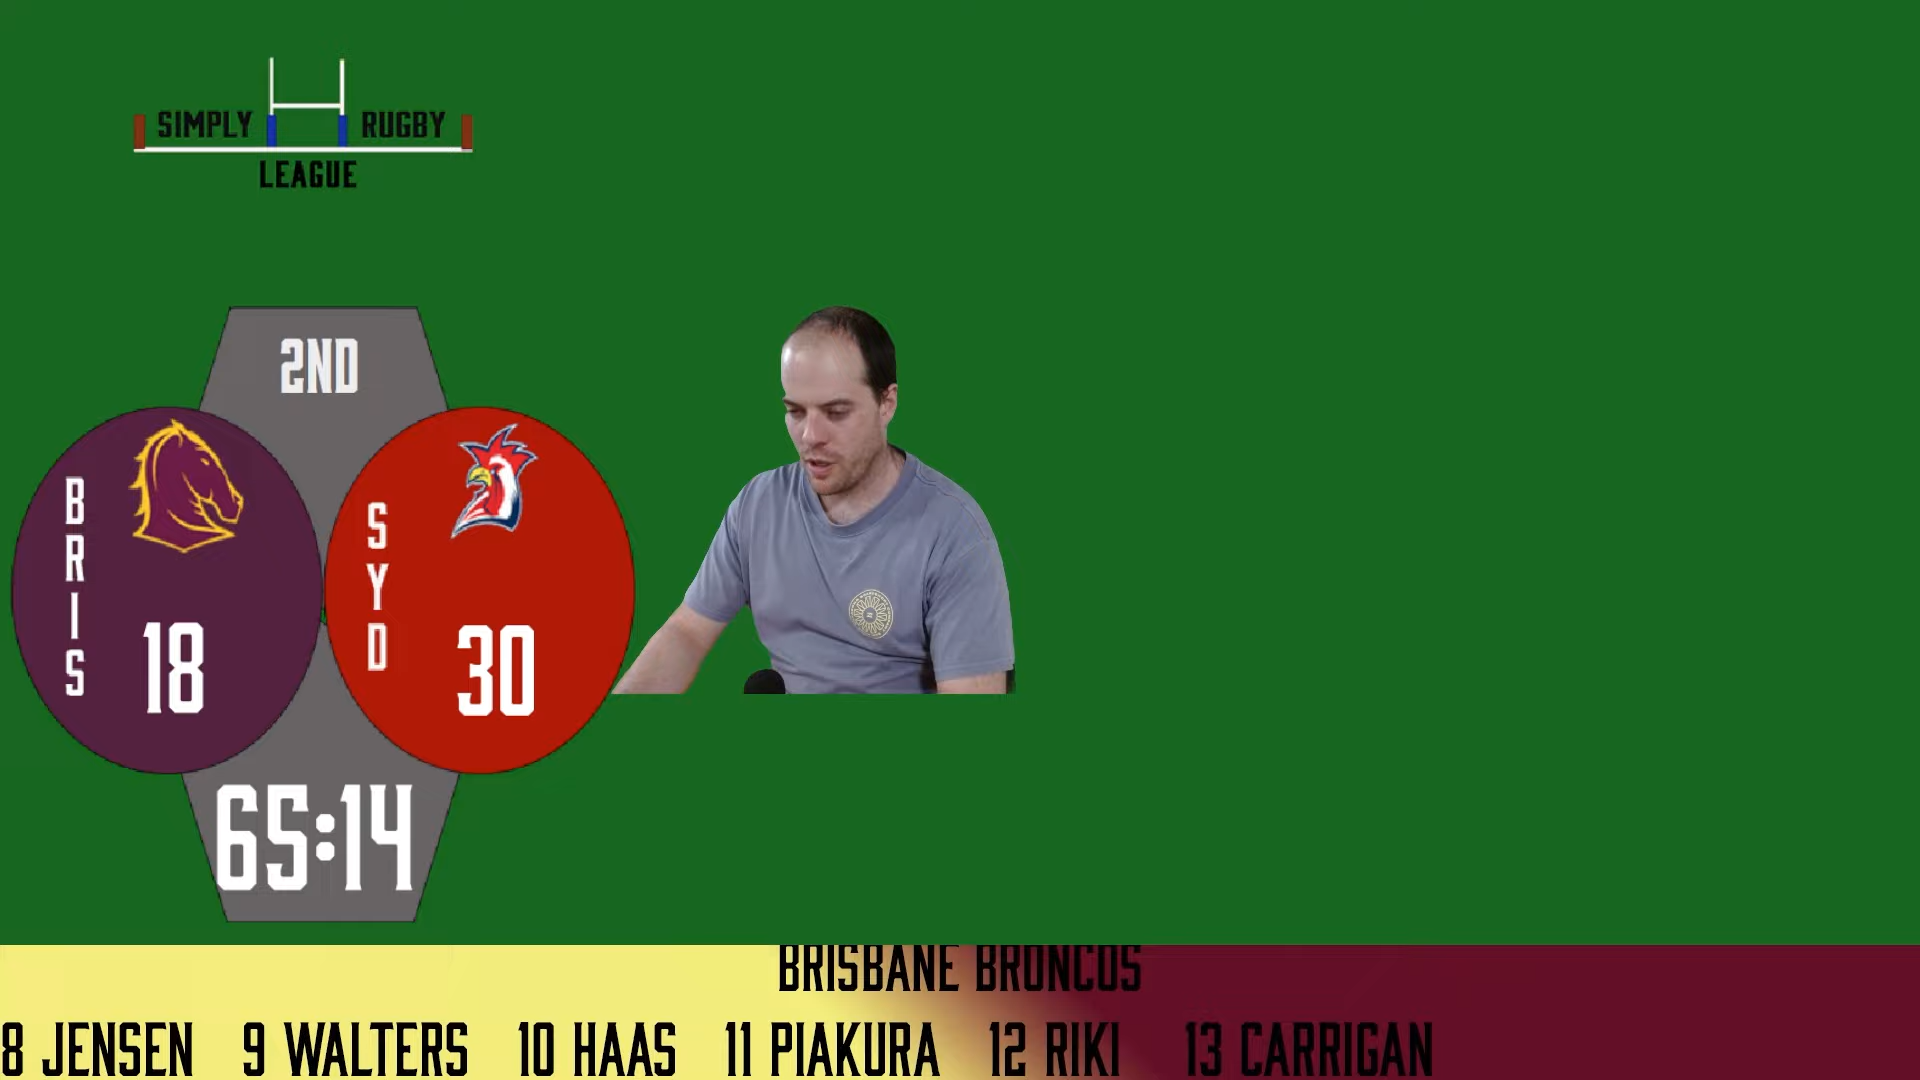 SIMPLY RUGBY
LEAGUE
2ND
BRIS
18
SYD
30
65:14
BRISBANE BRONCOS
8 JENSEN 9 WALTERS 10 HAAS 11 PIAKURA 12 RIKI 13 CARRIGAN